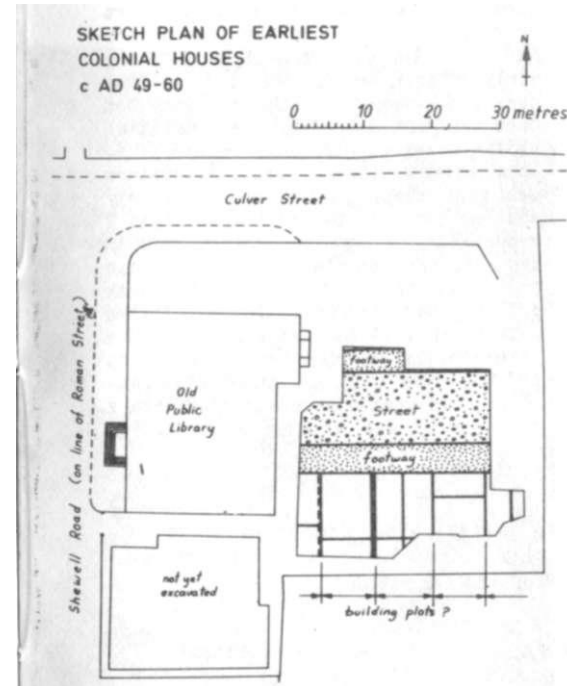 SKETCH PLAN OF EARLIEST
COLONIAL HOUSES
c AD 49-60
N
0 10 20 30 metres
Culver Street
Shewell Road (on line of Roman Street)
Old
Public
Library
footway
Street
footway
not yet
excavated
building plots ?